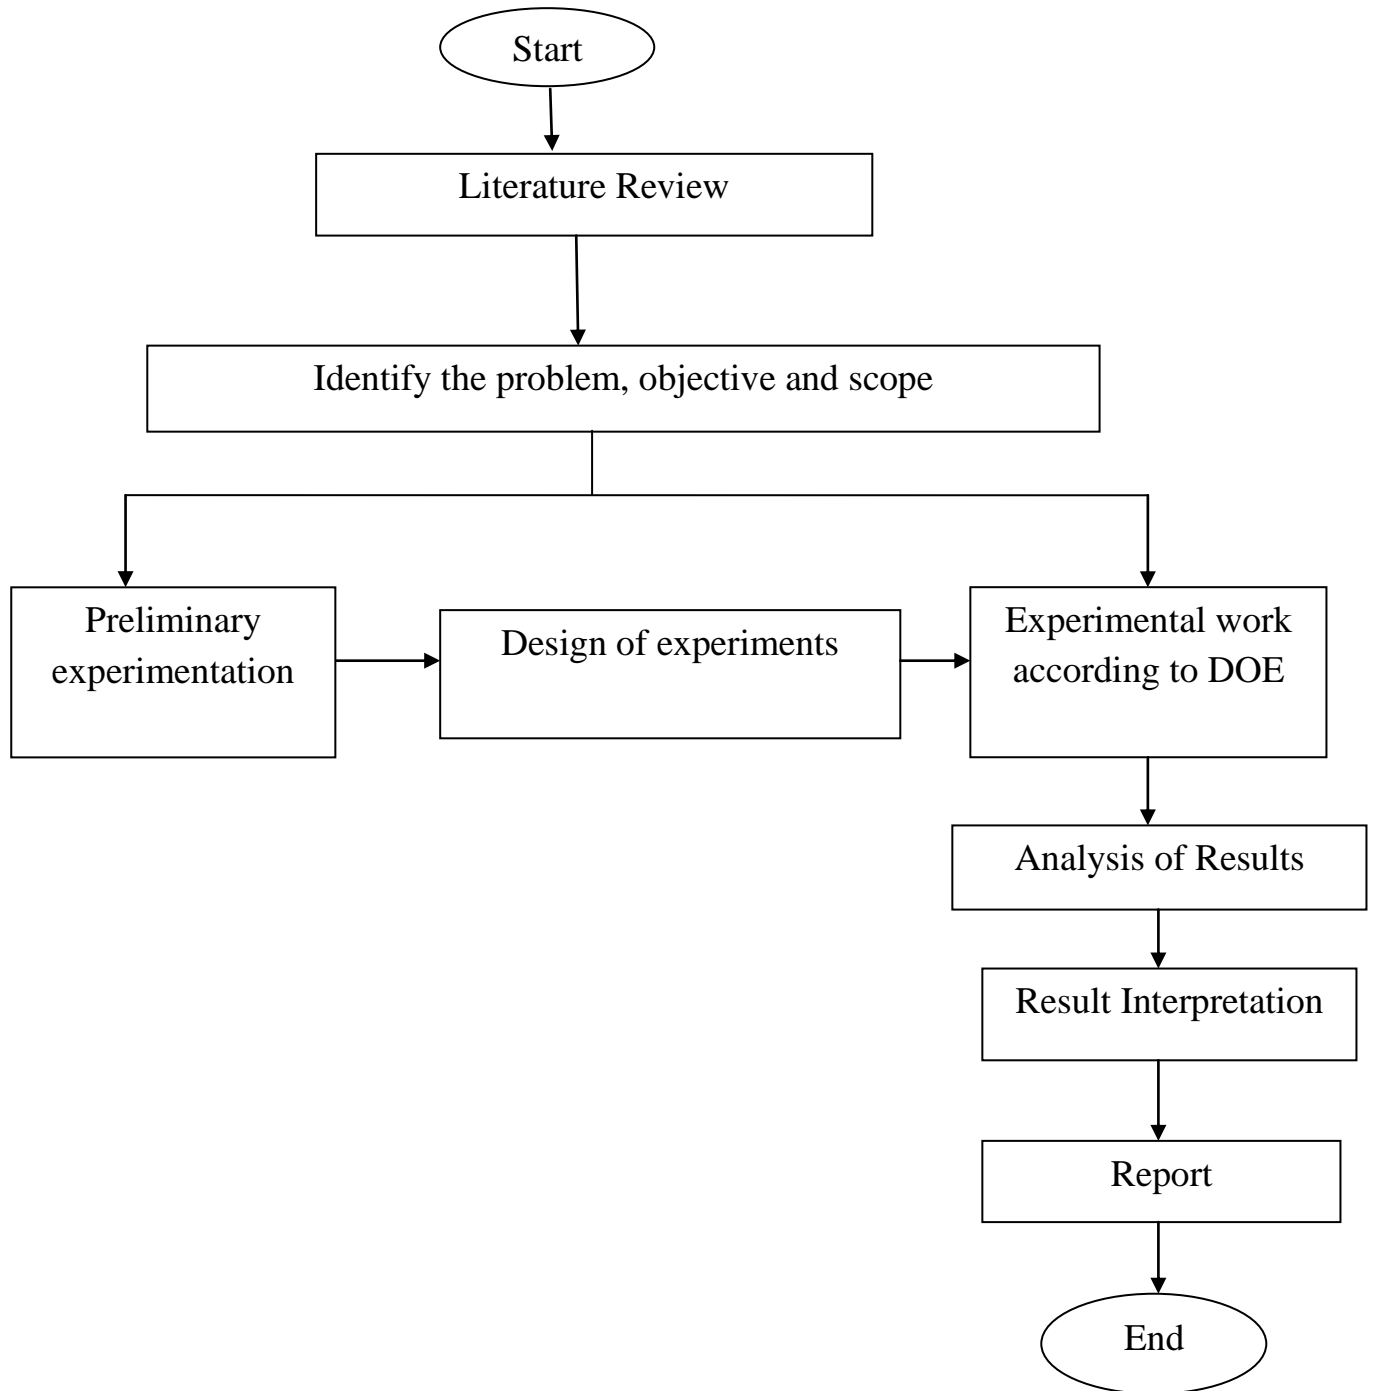 Start
Literature Review
Identify the problem, objective and scope
Preliminary
experimentation
Design of experiments
Experimental work
according to DOE
Analysis of Results
Result Interpretation
Report
End